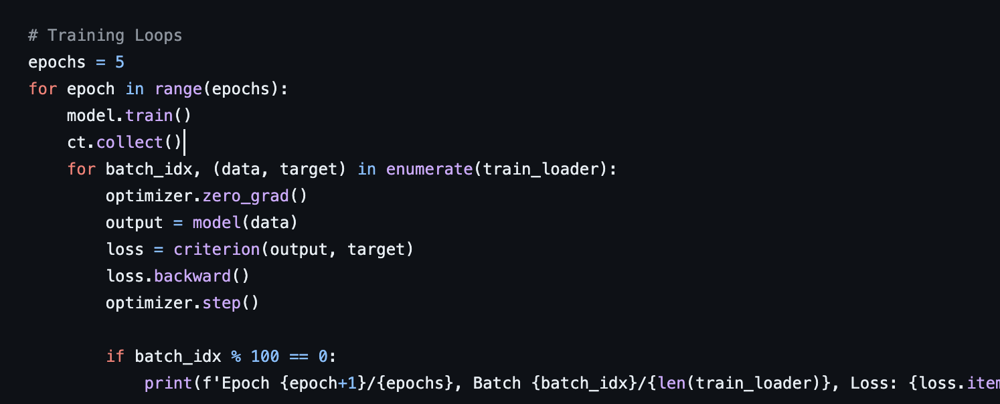 # Training Loops
epochs = 5
for epoch in range(epochs):
    model.train()
    ct.collect()
    for batch_idx, (data, target) in enumerate(train_loader):
        optimizer.zero_grad()
        output = model(data)
        loss = criterion(output, target)
        loss.backward()
        optimizer.step()

        if batch_idx % 100 == 0:
            print(f'Epoch {epoch+1}/{epochs}, Batch {batch_idx}/{len(train_loader)}, Loss: {loss.item